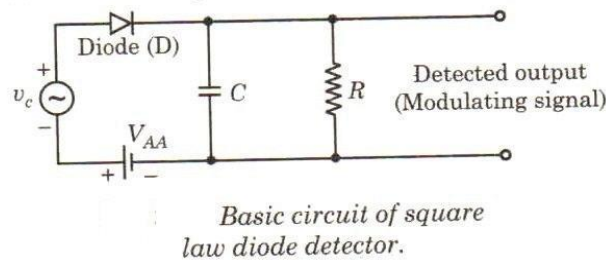 Diode (D)
+
v_c
−
C
R
Detected output
(Modulating signal)
V_AA
+
−
Basic circuit of square
law diode detector.